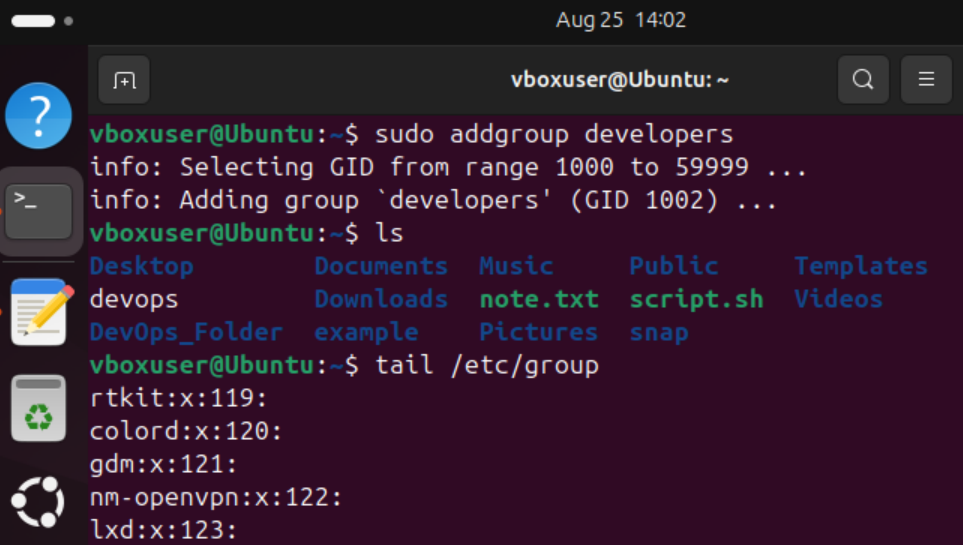 Aug 25 14:02
vboxuser@Ubuntu: ~
vboxuser@Ubuntu:~$ sudo addgroup developers
info: Selecting GID from range 1000 to 59999 ...
info: Adding group `developers' (GID 1002) ...
vboxuser@Ubuntu:~$ ls
Desktop Documents Music Public Templates
devops Downloads note.txt script.sh Videos
DevOps_Folder example Pictures snap
vboxuser@Ubuntu:~$ tail /etc/group
rtkit:x:119:
colord:x:120:
gdm:x:121:
nm-openvpn:x:122:
lxd:x:123: